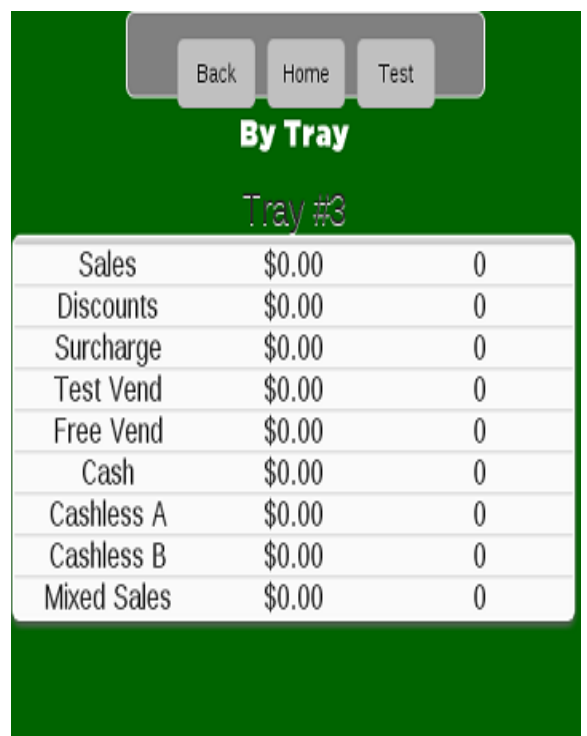 Back Home Test
By Tray
Tray #3
Sales $0.00 0
Discounts $0.00 0
Surcharge $0.00 0
Test Vend $0.00 0
Free Vend $0.00 0
Cash $0.00 0
Cashless A $0.00 0
Cashless B $0.00 0
Mixed Sales $0.00 0